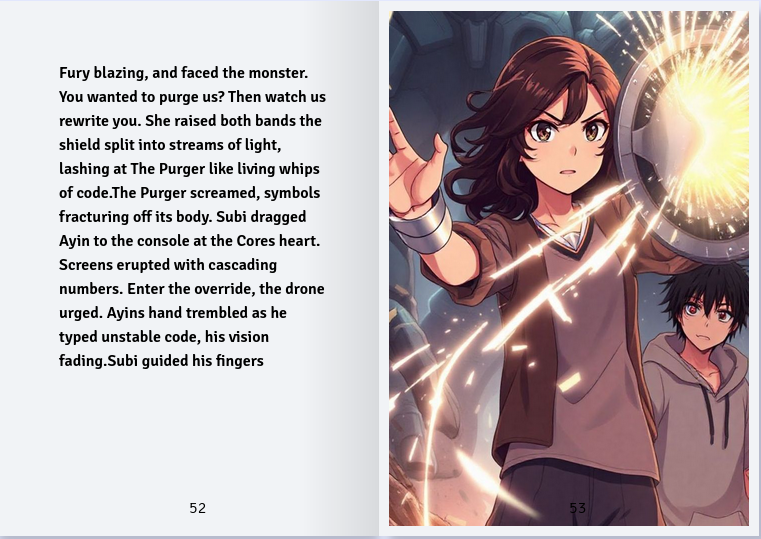 Fury blazing, and faced the monster.
You wanted to purge us? Then watch us
rewrite you. She raised both bands the
shield split into streams of light,
lashing at The Purger like living whips
of code.The Purger screamed, symbols
fracturing off its body. Subi dragged
Ayin to the console at the Cores heart.
Screens erupted with cascading
numbers. Enter the override, the drone
urged. Ayins hand trembled as he
typed unstable code, his vision
fading.Subi guided his fingers
52
53